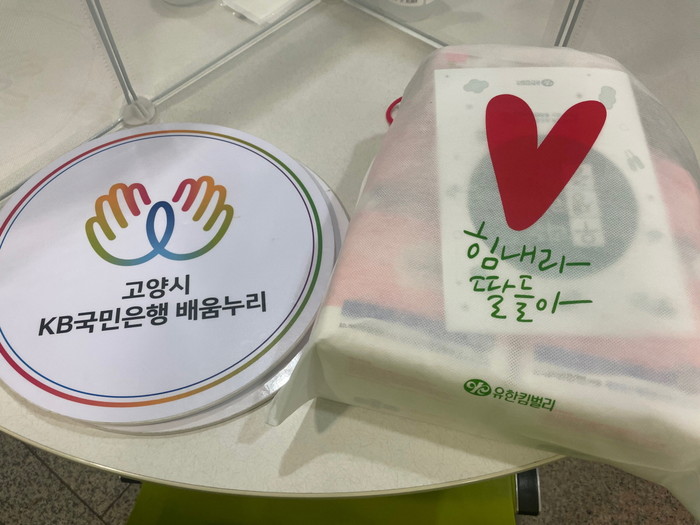 고양시
KB국민은행 배움누리
힘내라
딸들아
유한킴벌리